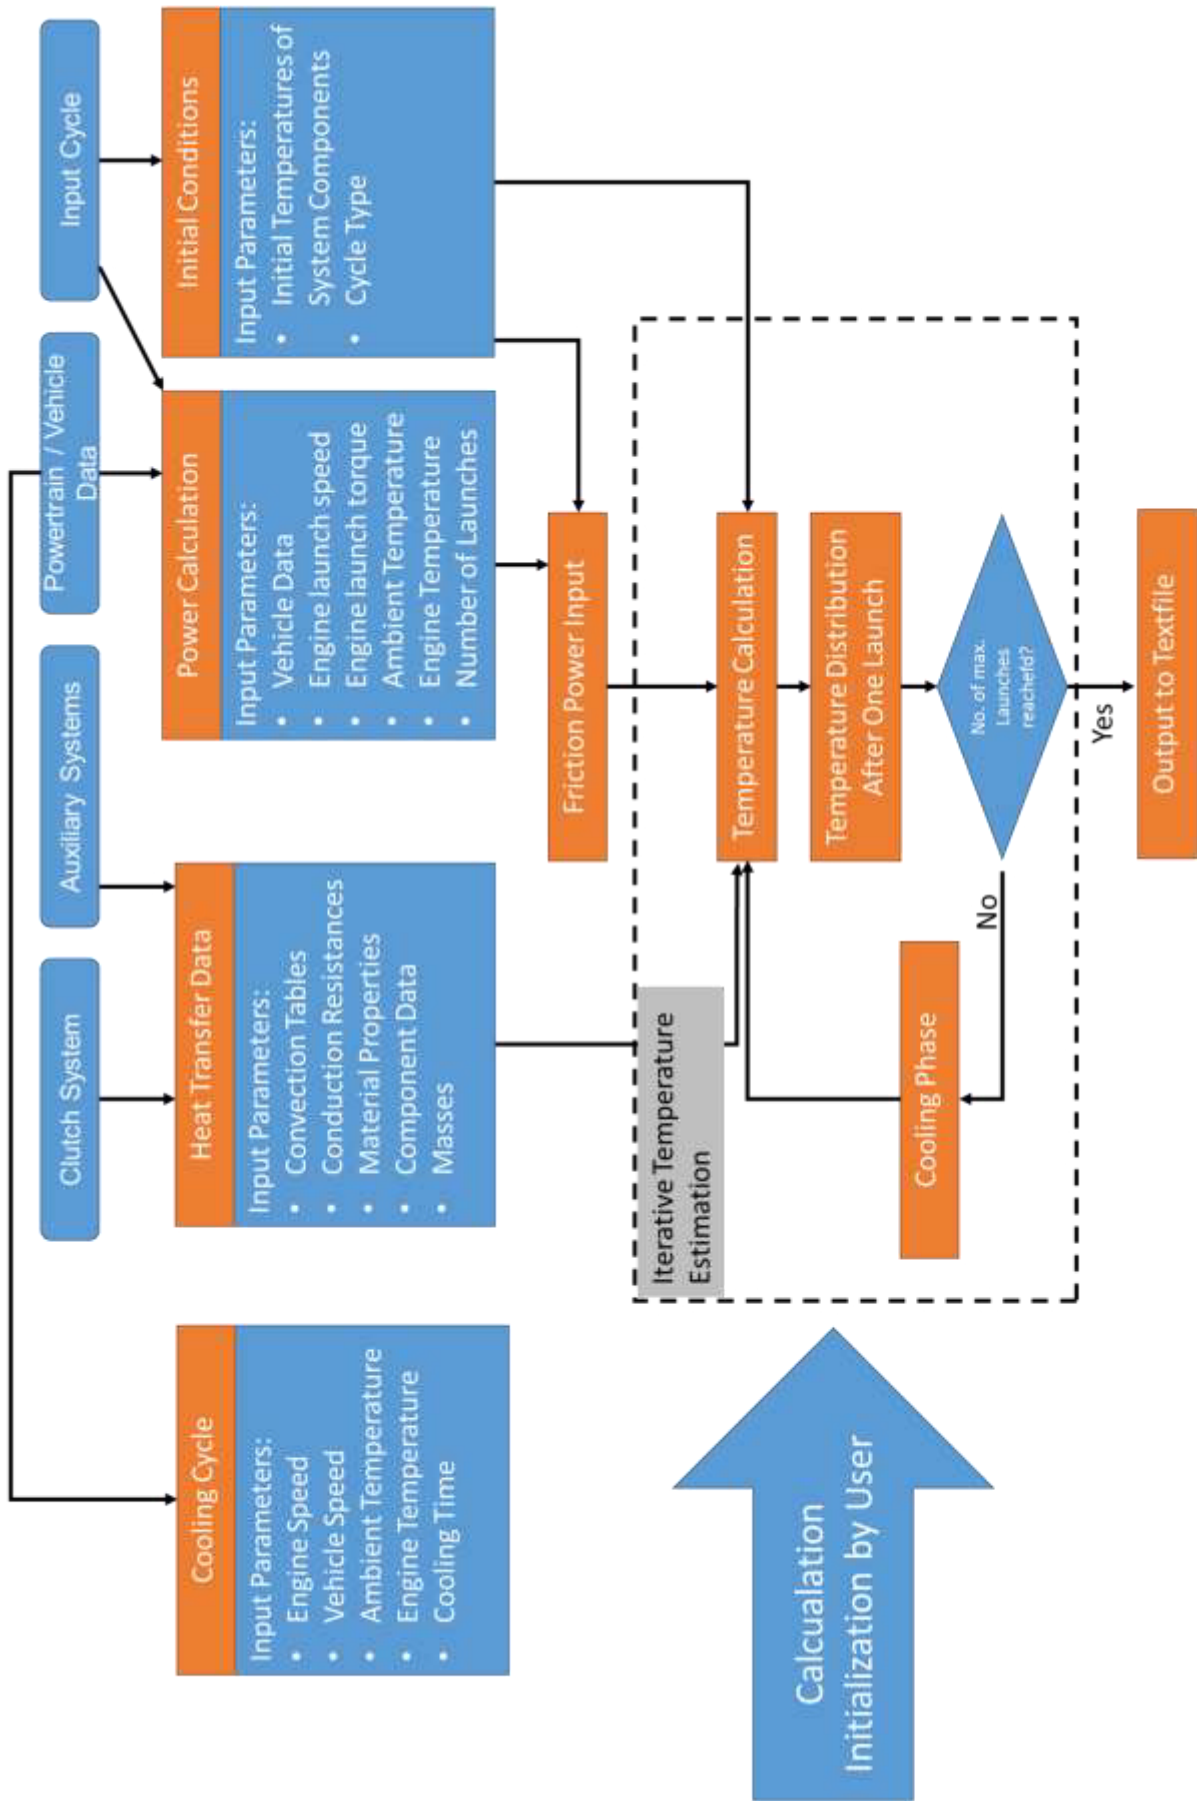 Clutch System
Auxiliary Systems
Powertrain / Vehicle
Data
Input Cycle
Cooling Cycle
Input Parameters:
• Engine Speed
• Vehicle Speed
• Ambient Temperature
• Engine Temperature
• Cooling Time
Heat Transfer Data
Input Parameters:
• Convection Tables
• Conduction Resistances
• Material Properties
• Component Data
• Masses
Power Calculation
Input Parameters:
• Vehicle Data
• Engine launch speed
• Engine launch torque
• Ambient Temperature
• Engine Temperature
• Number of Launches
Initial Conditions
Input Parameters:
• Initial Temperatures of
System Components
• Cycle Type
Friction Power Input
Iterative Temperature
Estimation
Temperature Calculation
Temperature Distribution
After One Launch
Cooling Phase
No
No. of max.
Launches
reachefd?
Yes
Output to Textfile
Calcualation
Initialization by User